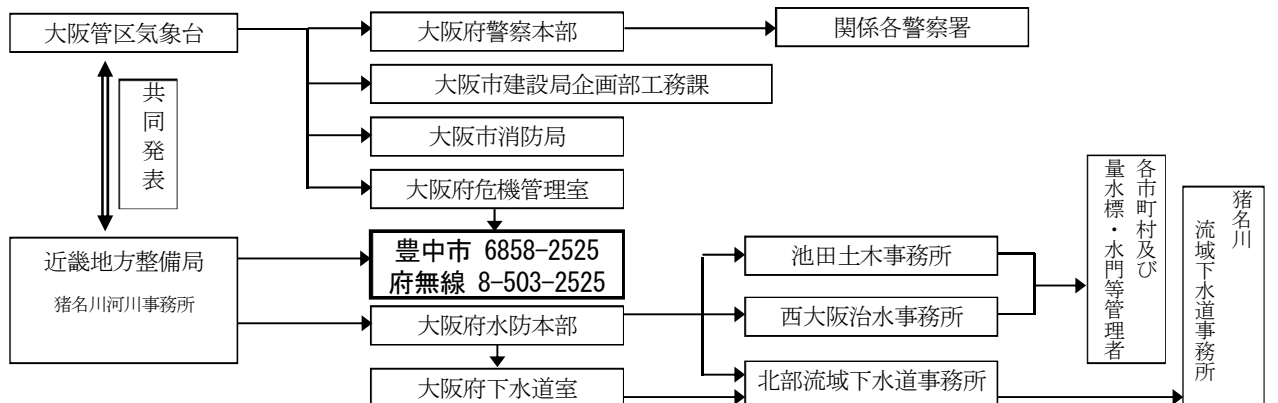 大阪管区気象台
大阪府警察本部
関係各警察署
共同発表
大阪市建設局企画部工務課
大阪市消防局
大阪府危機管理室
近畿地方整備局
猪名川河川事務所
豊中市 6858-2525
府無線 8-503-2525
大阪府水防本部
大阪府下水道室
池田土木事務所
西大阪治水事務所
北部流域下水道事務所
各市町村及び
量水標・水門等管理者
猪名川
流域下水道事務所